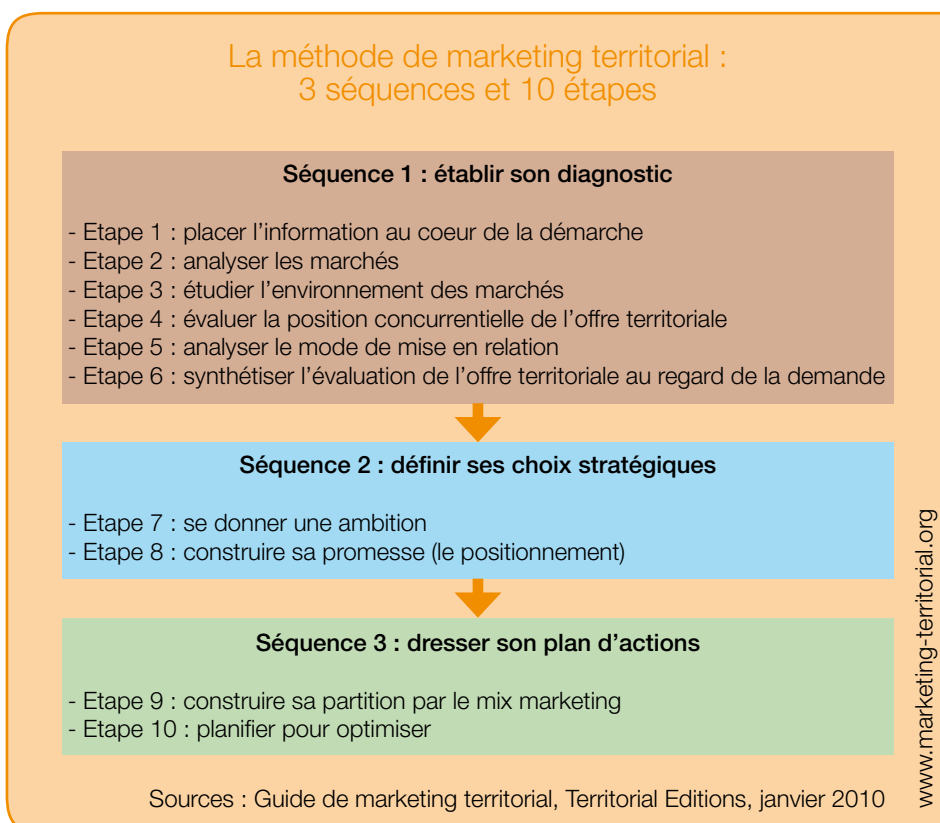 La méthode de marketing territorial :
3 séquences et 10 étapes
Séquence 1 : établir son diagnostic
- Etape 1 : placer l'information au coeur de la démarche
- Etape 2 : analyser les marchés
- Etape 3 : étudier l'environnement des marchés
- Etape 4 : évaluer la position concurrentielle de l'offre territoriale
- Etape 5 : analyser le mode de mise en relation
- Etape 6 : synthétiser l'évaluation de l'offre territoriale au regard de la demande
Séquence 2 : définir ses choix stratégiques
- Etape 7 : se donner une ambition
- Etape 8 : construire sa promesse (le positionnement)
Séquence 3 : dresser son plan d'actions
- Etape 9 : construire sa partition par le mix marketing
- Etape 10 : planifier pour optimiser
Sources : Guide de marketing territorial, Territorial Editions, janvier 2010
www.marketing-territorial.org